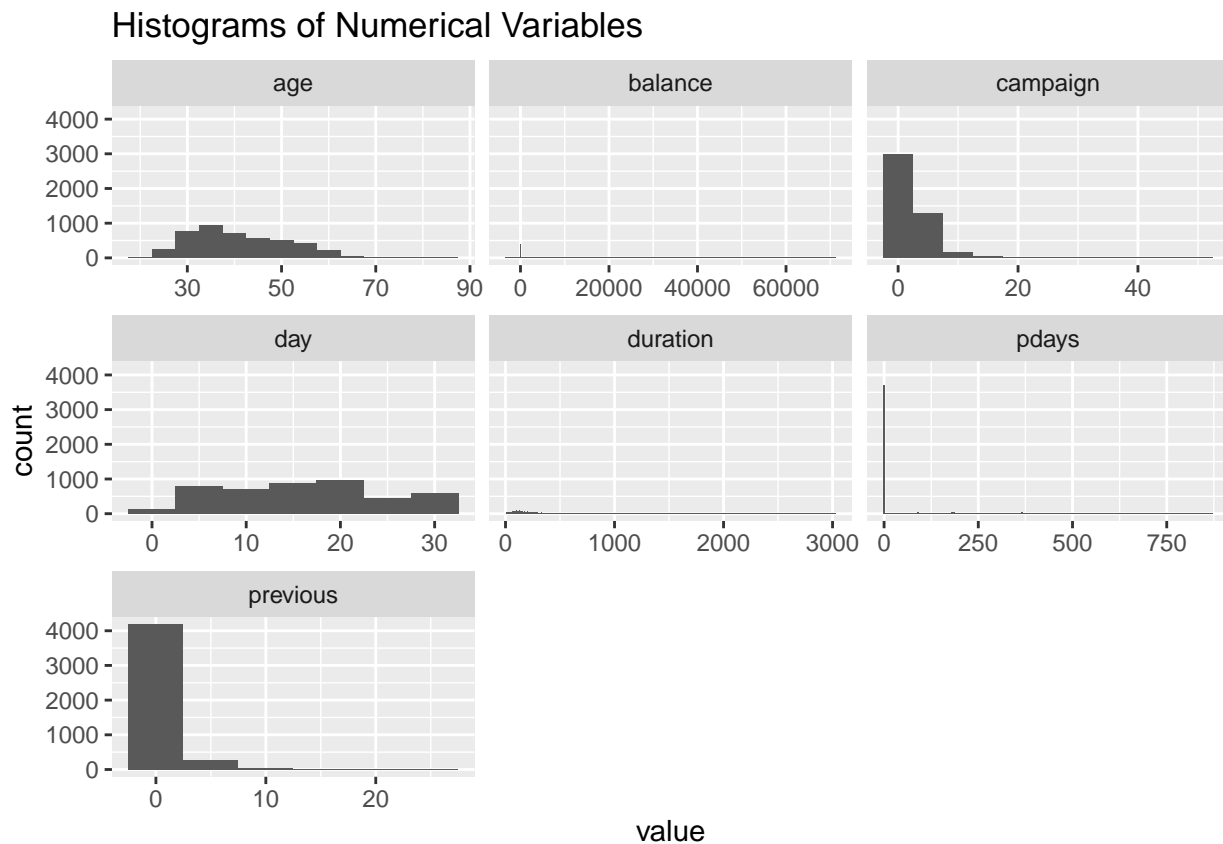 Histograms of Numerical Variables
age
balance
campaign
4000
3000
2000
1000
0
30 50 70 90
0 20000 40000 60000
0 20 40
day
duration
pdays
4000
3000
2000
1000
0
0 10 20 30
0 1000 2000 3000
0 250 500 750
previous
4000
3000
2000
1000
0
0 10 20
count
value